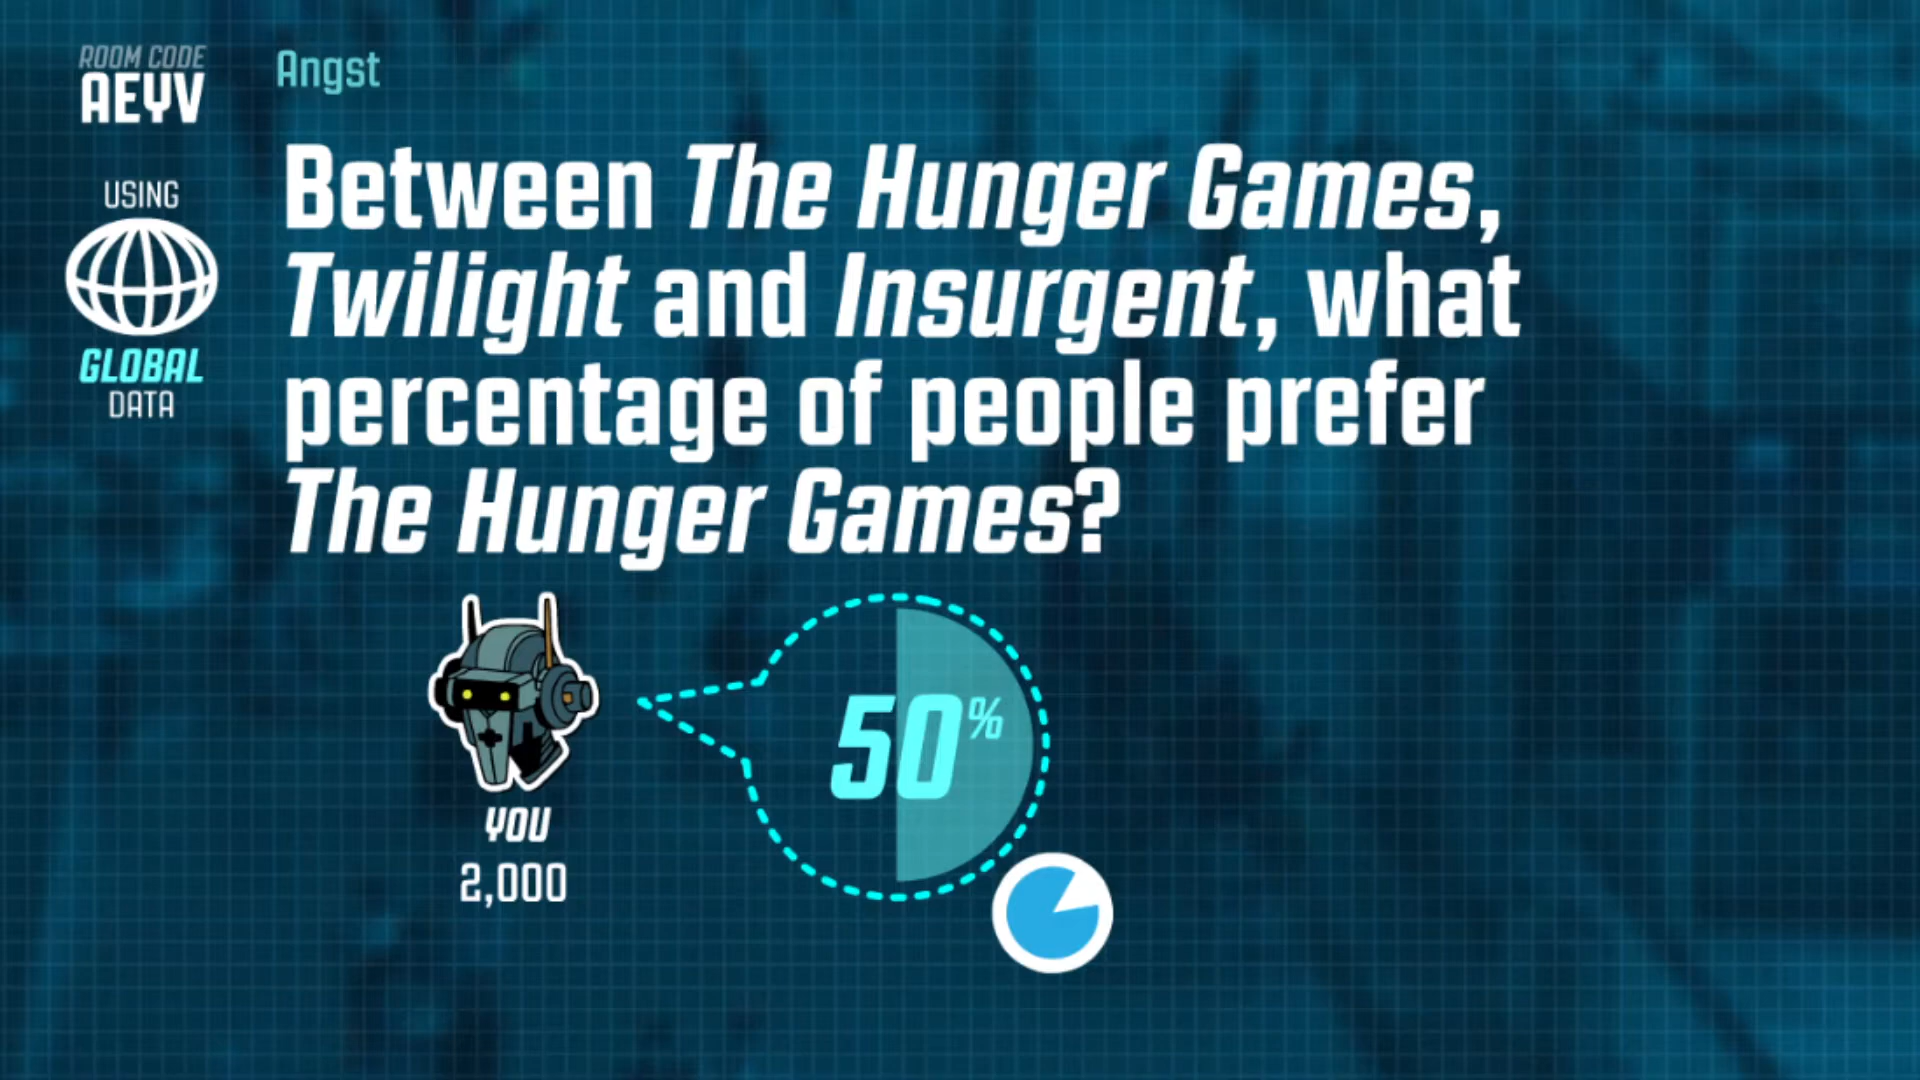 ROOM CODE
AEYV
USING
GLOBAL
DATA
Angst
Between The Hunger Games,
Twilight and Insurgent, what
percentage of people prefer
The Hunger Games?
50%
YOU
2,000